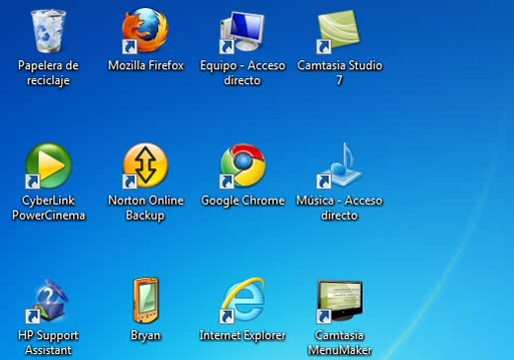 Papelera de
reciclaje
Mozilla Firefox
Equipo - Acceso
directo
Camtasia Studio
7
CyberLink
PowerCinema
Norton Online
Backup
Google Chrome
Música - Acceso
directo
HP Support
Assistant
Bryan
Internet Explorer
Camtasia
MenuMaker